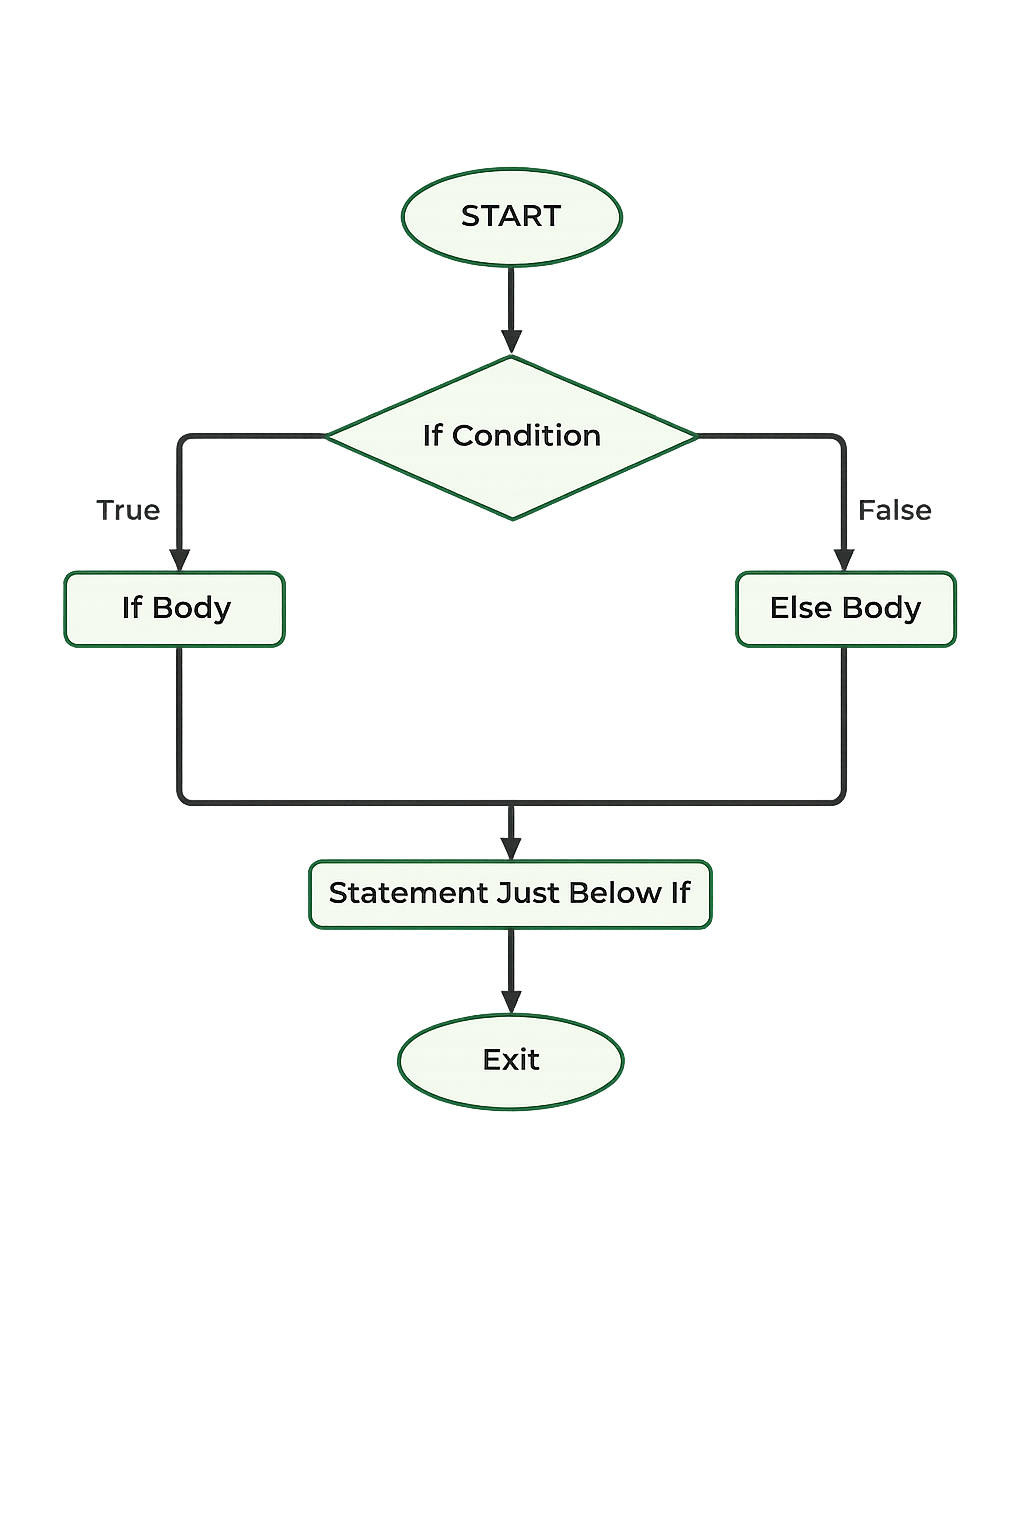 START
If Condition
True
False
If Body
Else Body
Statement Just Below If
Exit